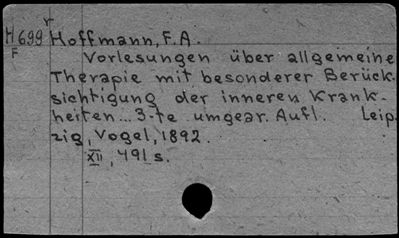 r
H 699 Hoffmann, F. A.
F
Vorlesungen über allgemeine
Therapie mit besonderer Berück-
sichtigung der inneren Krank-
heiten... 3-te umgear. Aufl. Leip
zig, Vogel, 1892.
XII, 491 s.